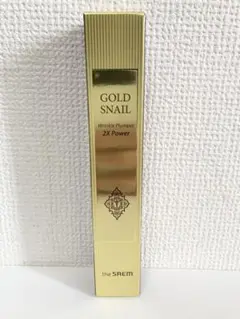 GOLD
SNAIL
Wrinkle Plumper
2X Power
the SAEM